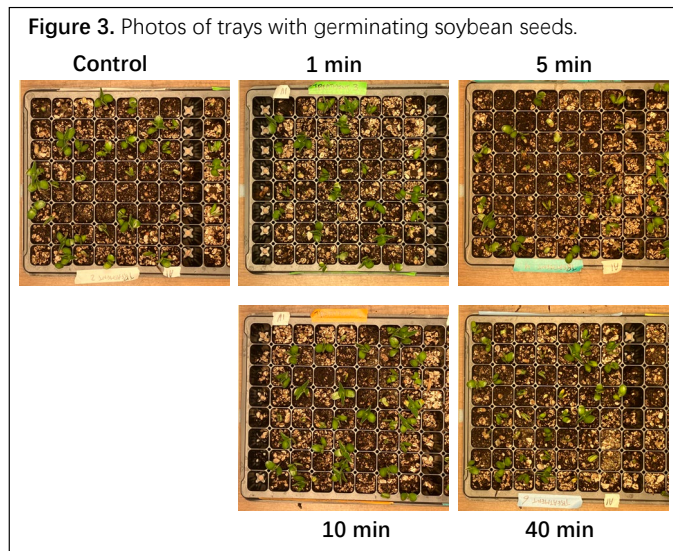 Figure 3. Photos of trays with germinating soybean seeds.
Control
1 min
5 min
10 min
40 min